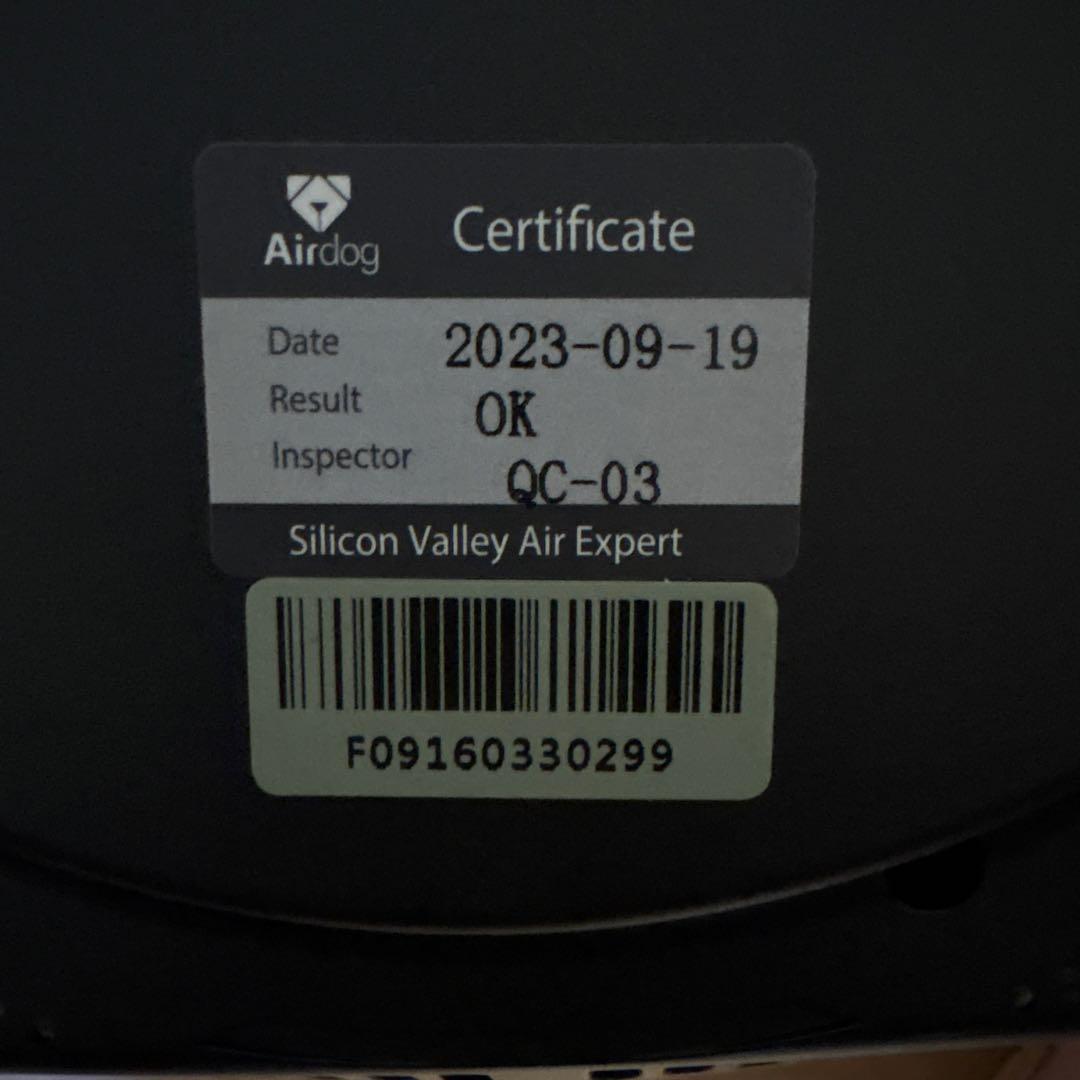 Airdog Certificate
Date 2023-09-19
Result OK
Inspector QC-03
Silicon Valley Air Expert
F09160330299